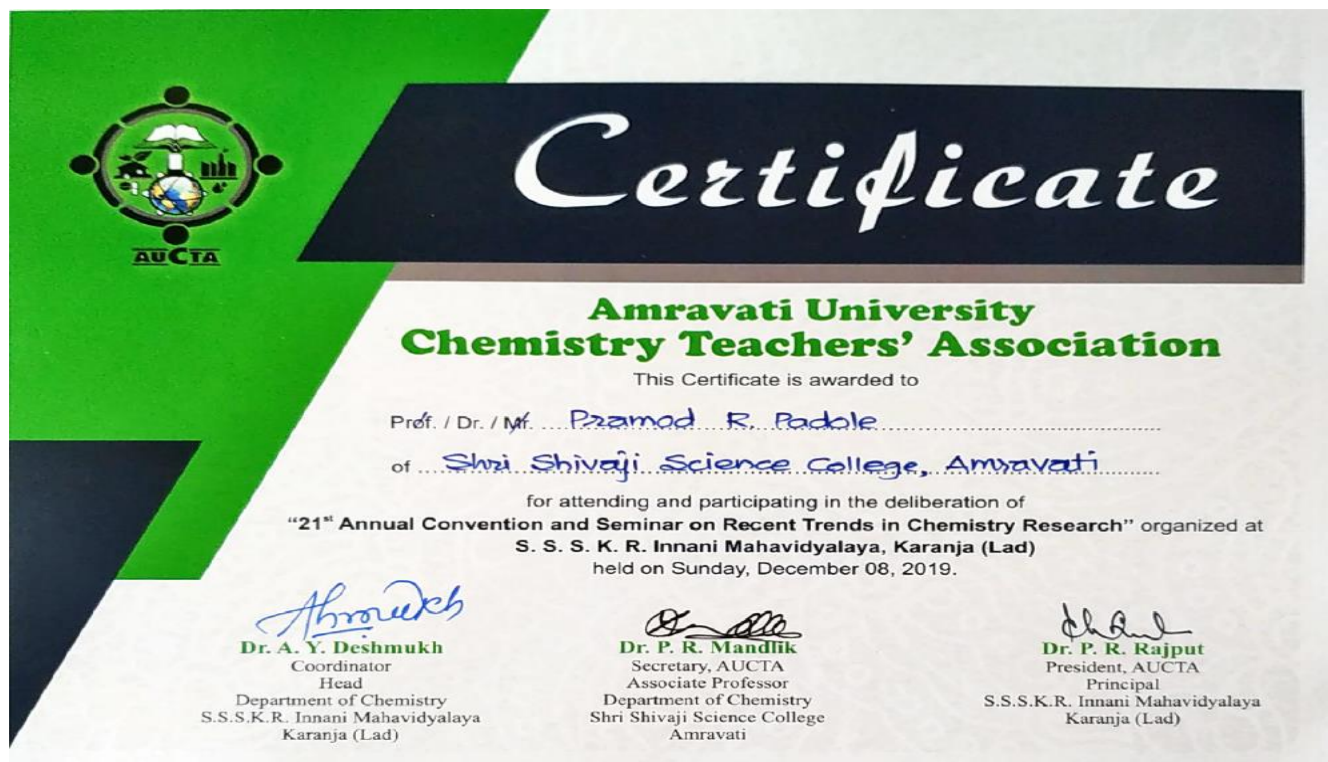 AUCTA
Certificate
Amravati University
Chemistry Teachers' Association
This Certificate is awarded to
Prof. / Dr. / Mr. Pramod R. Padole
of Shri Shivaji Science College, Amravati
for attending and participating in the deliberation of
"21st Annual Convention and Seminar on Recent Trends in Chemistry Research" organized at
S. S. S. K. R. Innani Mahavidyalaya, Karanja (Lad)
held on Sunday, December 08, 2019.
Dr. A. Y. Deshmukh
Coordinator
Head
Department of Chemistry
S.S.S.K.R. Innani Mahavidyalaya
Karanja (Lad)
Dr. P. R. Mandlik
Secretary, AUCTA
Associate Professor
Department of Chemistry
Shri Shivaji Science College
Amravati
Dr. P. R. Rajput
President, AUCTA
Principal
S.S.S.K.R. Innani Mahavidyalaya
Karanja (Lad)